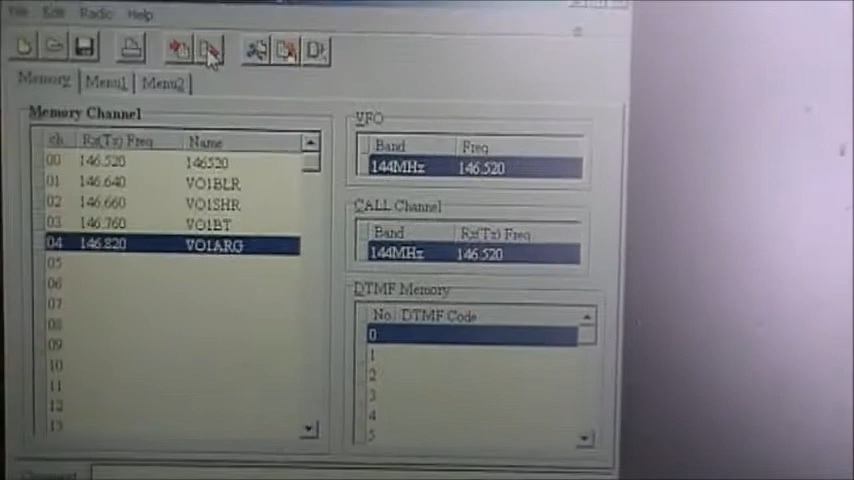 File Edit Radio Help
Memory Menu1 Menu2
Memory Channel
ch Rx(Tx) Freq Name
00 146.520 146520
01 146.640 VO1BLR
02 146.660 VO1SHR
03 146.760 VO1BT
04 146.820 VO1ARG
05
06
07
08
09
10
11
12
13
VFO
Band Freq
144MHz 146.520
CALL Channel
Band Rx(Tx) Freq
144MHz 146.520
DTMF Memory
No. DTMF Code
0
1
2
3
4
5